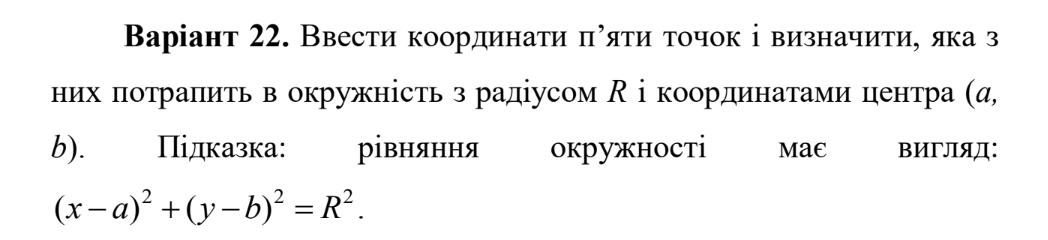 Варіант 22. Ввести координати п’яти точок і визначити, яка з
них потрапить в окружність з радіусом R і координатами центра (a,
b). Підказка: рівняння окружності має вигляд:
(x − a)² + (y − b)² = R².